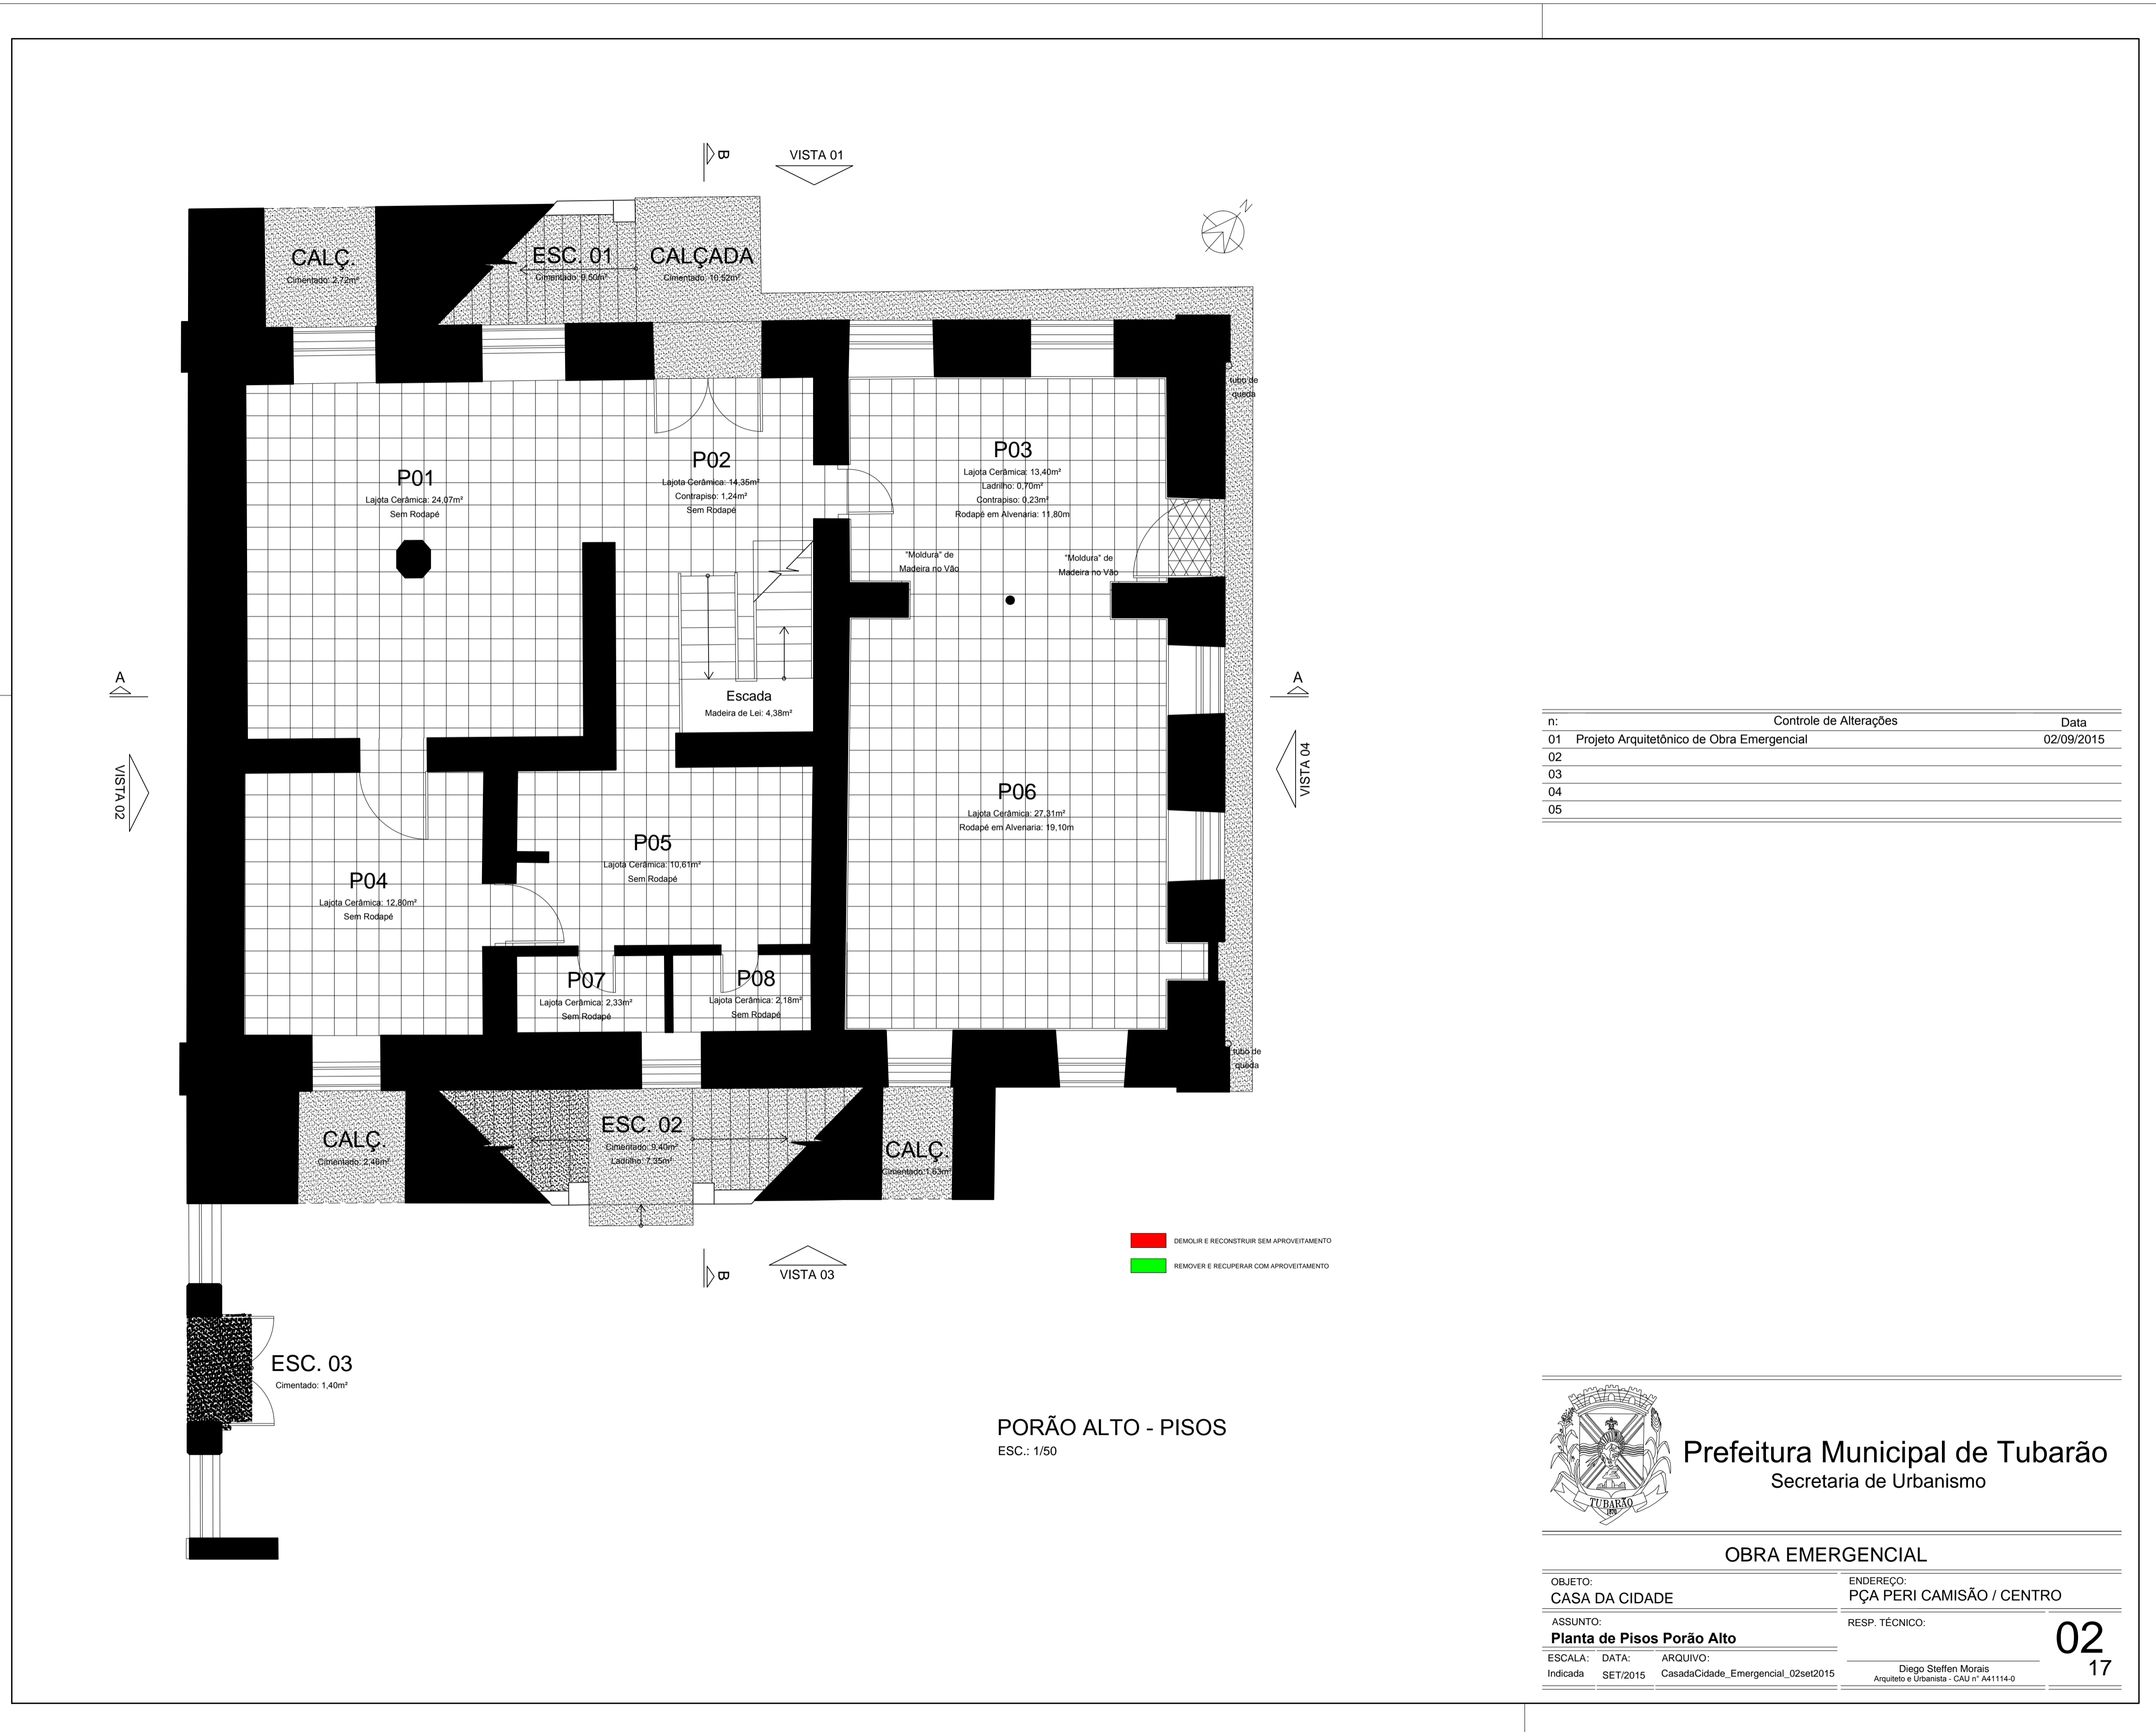 B
VISTA 01
N
CALÇ.
Cimentado: 2,72m²
ESC. 01
Cimentado: 9,50m²
CALÇADA
Cimentado: 10,52m²
tubo de
queda
P01
Lajota Cerâmica: 24,07m²
Sem Rodapé
P02
Lajota Cerâmica: 14,35m²
Contrapiso: 1,24m²
Sem Rodapé
P03
Lajota Cerâmica: 13,40m²
Ladrilho: 0,70m²
Contrapiso: 0,23m²
Rodapé em Alvenaria: 11,80m
"Moldura" de
Madeira no Vão
"Moldura" de
Madeira no Vão
A
Escada
Madeira de Lei: 4,38m²
A
VISTA 02
VISTA 04
P06
Lajota Cerâmica: 27,31m²
Rodapé em Alvenaria: 19,10m
P05
Lajota Cerâmica: 10,61m²
Sem Rodapé
P04
Lajota Cerâmica: 12,80m²
Sem Rodapé
P07
Lajota Cerâmica: 2,33m²
Sem Rodapé
P08
Lajota Cerâmica: 2,18m²
Sem Rodapé
tubo de
queda
CALÇ.
Cimentado: 2,46m²
ESC. 02
Cimentado: 9,40m²
Ladrilho: 7,35m²
CALÇ.
Cimentado:1,63m²
B
VISTA 03
DEMOLIR E RECONSTRUIR SEM APROVEITAMENTO
REMOVER E RECUPERAR COM APROVEITAMENTO
ESC. 03
Cimentado: 1,40m²
PORÃO ALTO - PISOS
ESC.: 1/50
n: Controle de Alterações Data
01 Projeto Arquitetônico de Obra Emergencial 02/09/2015
02
03
04
05
TUBARÃO
1870
Prefeitura Municipal de Tubarão
Secretaria de Urbanismo
OBRA EMERGENCIAL
OBJETO:
CASA DA CIDADE
ENDEREÇO:
PÇA PERI CAMISÃO / CENTRO
ASSUNTO:
Planta de Pisos Porão Alto
RESP. TÉCNICO:
ESCALA: DATA: ARQUIVO:
Indicada SET/2015 CasadaCidade_Emergencial_02set2015
Diego Steffen Morais
Arquiteto e Urbanista - CAU n° A41114-0
02
17